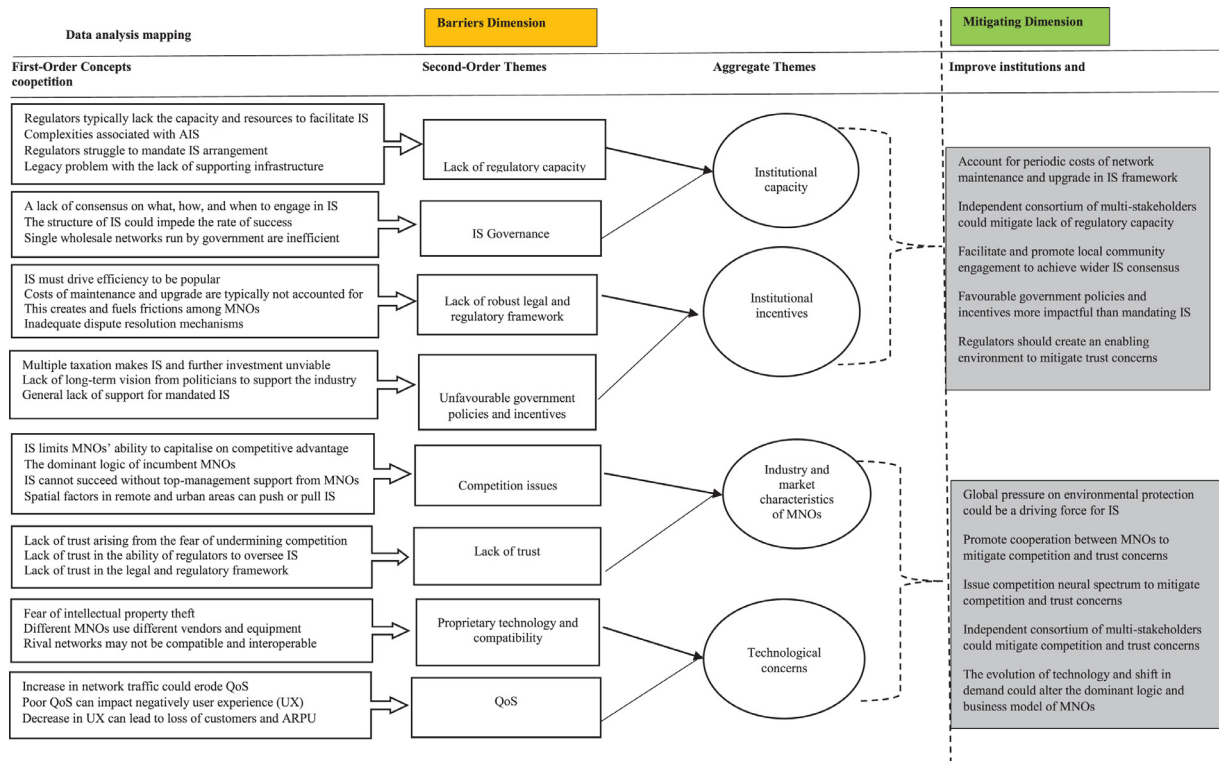 Data analysis mapping
Barriers Dimension
Mitigating Dimension
First-Order Concepts
coopetition
Second-Order Themes
Aggregate Themes
Improve institutions and
Regulators typically lack the capacity and resources to facilitate IS
Complexities associated with AIS
Regulators struggle to mandate IS arrangement
Legacy problem with the lack of supporting infrastructure
Lack of regulatory capacity
A lack of consensus on what, how, and when to engage in IS
The structure of IS could impede the rate of success
Single wholesale networks run by government are inefficient
IS Governance
Institutional
capacity
IS must drive efficiency to be popular
Costs of maintenance and upgrade are typically not accounted for
This creates and fuels frictions among MNOs
Inadequate dispute resolution mechanisms
Lack of robust legal and
regulatory framework
Multiple taxation makes IS and further investment unviable
Lack of long-term vision from politicians to support the industry
General lack of support for mandated IS
Unfavourable government
policies and incentives
Institutional
incentives
Account for periodic costs of network
maintenance and upgrade in IS framework
Independent consortium of multi-stakeholders
could mitigate lack of regulatory capacity
Facilitate and promote local community
engagement to achieve wider IS consensus
Favourable government policies and
incentives more impactful than mandating IS
Regulators should create an enabling
environment to mitigate trust concerns
IS limits MNOs' ability to capitalise on competitive advantage
The dominant logic of incumbent MNOs
IS cannot succeed without top-management support from MNOs
Spatial factors in remote and urban areas can push or pull IS
Competition issues
Lack of trust arising from the fear of undermining competition
Lack of trust in the ability of regulators to oversee IS
Lack of trust in the legal and regulatory framework
Lack of trust
Industry and
market
characteristics
of MNOs
Fear of intellectual property theft
Different MNOs use different vendors and equipment
Rival networks may not be compatible and interoperable
Proprietary technology and
compatibility
Increase in network traffic could erode QoS
Poor QoS can impact negatively user experience (UX)
Decrease in UX can lead to loss of customers and ARPU
QoS
Technological
concerns
Global pressure on environmental protection
could be a driving force for IS
Promote cooperation between MNOs to
mitigate competition and trust concerns
Issue competition neural spectrum to mitigate
competition and trust concerns
Independent consortium of multi-stakeholders
could mitigate competition and trust concerns
The evolution of technology and shift in
demand could alter the dominant logic and
business model of MNOs